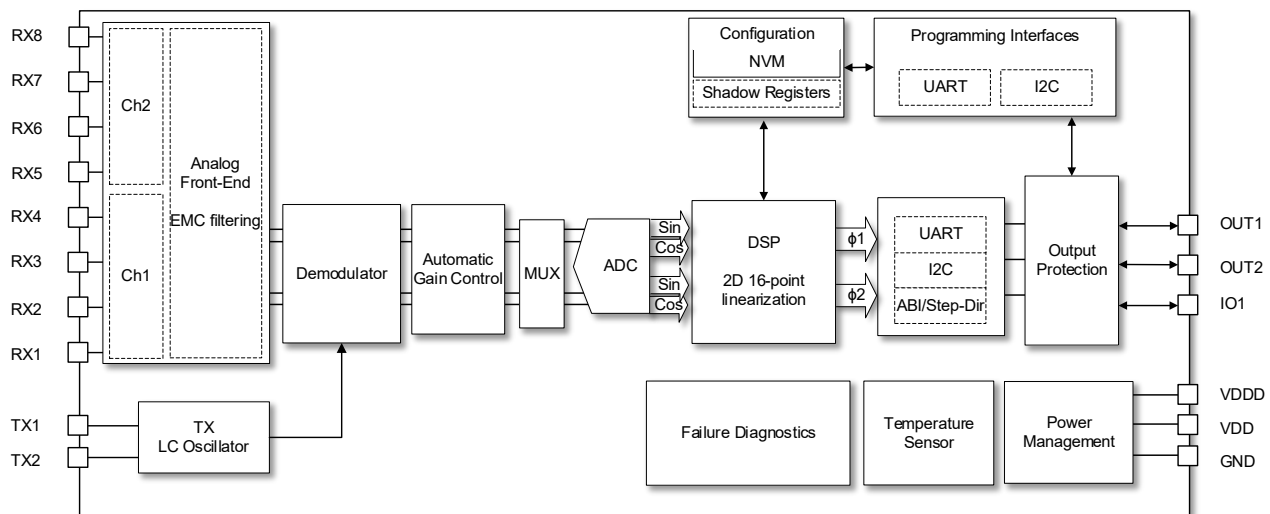 RX8
RX7
RX6
RX5
RX4
RX3
RX2
RX1
TX1
TX2
Ch2
Ch1
Analog
Front-End
EMC filtering
TX
LC Oscillator
Demodulator
Automatic
Gain Control
MUX
ADC
Sin
Cos
Sin
Cos
Configuration
NVM
Shadow Registers
Programming Interfaces
UART
I2C
DSP
2D 16-point
linearization
ϕ1
ϕ2
UART
I2C
ABI/Step-Dir
Output
Protection
OUT1
OUT2
IO1
Failure Diagnostics
Temperature
Sensor
Power
Management
VDDD
VDD
GND